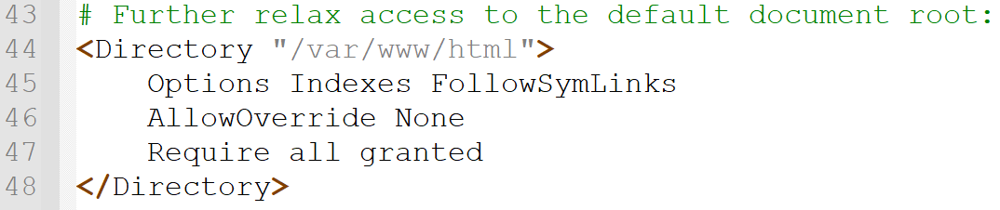 43 # Further relax access to the default document root:
44 <Directory "/var/www/html">
45     Options Indexes FollowSymLinks
46     AllowOverride None
47     Require all granted
48 </Directory>